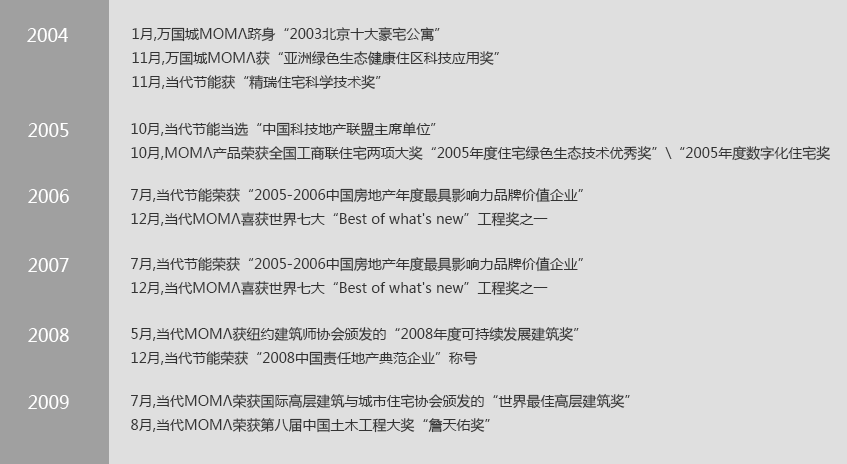 2004
1月,万国城MOMΛ跻身“2003北京十大豪宅公寓”
11月,万国城MOMΛ获“亚洲绿色生态健康住区科技应用奖”
11月,当代节能获“精瑞住宅科学技术奖”
2005
10月,当代节能当选“中国科技地产联盟主席单位”
10月,MOMΛ产品荣获全国工商联住宅两项大奖“2005年度住宅绿色生态技术优秀奖”\“2005年度数字化住宅奖
2006
7月,当代节能荣获“2005-2006中国房地产年度最具影响力品牌价值企业”
12月,当代MOMΛ喜获世界七大“Best of what's new”工程奖之一
2007
7月,当代节能荣获“2005-2006中国房地产年度最具影响力品牌价值企业”
12月,当代MOMΛ喜获世界七大“Best of what's new”工程奖之一
2008
5月,当代MOMΛ获纽约建筑师协会颁发的“2008年度可持续发展建筑奖”
12月,当代节能荣获“2008中国责任地产典范企业”称号
2009
7月,当代MOMΛ荣获国际高层建筑与城市住宅协会颁发的“世界最佳高层建筑奖”
8月,当代MOMΛ荣获第八届中国土木工程大奖“詹天佑奖”